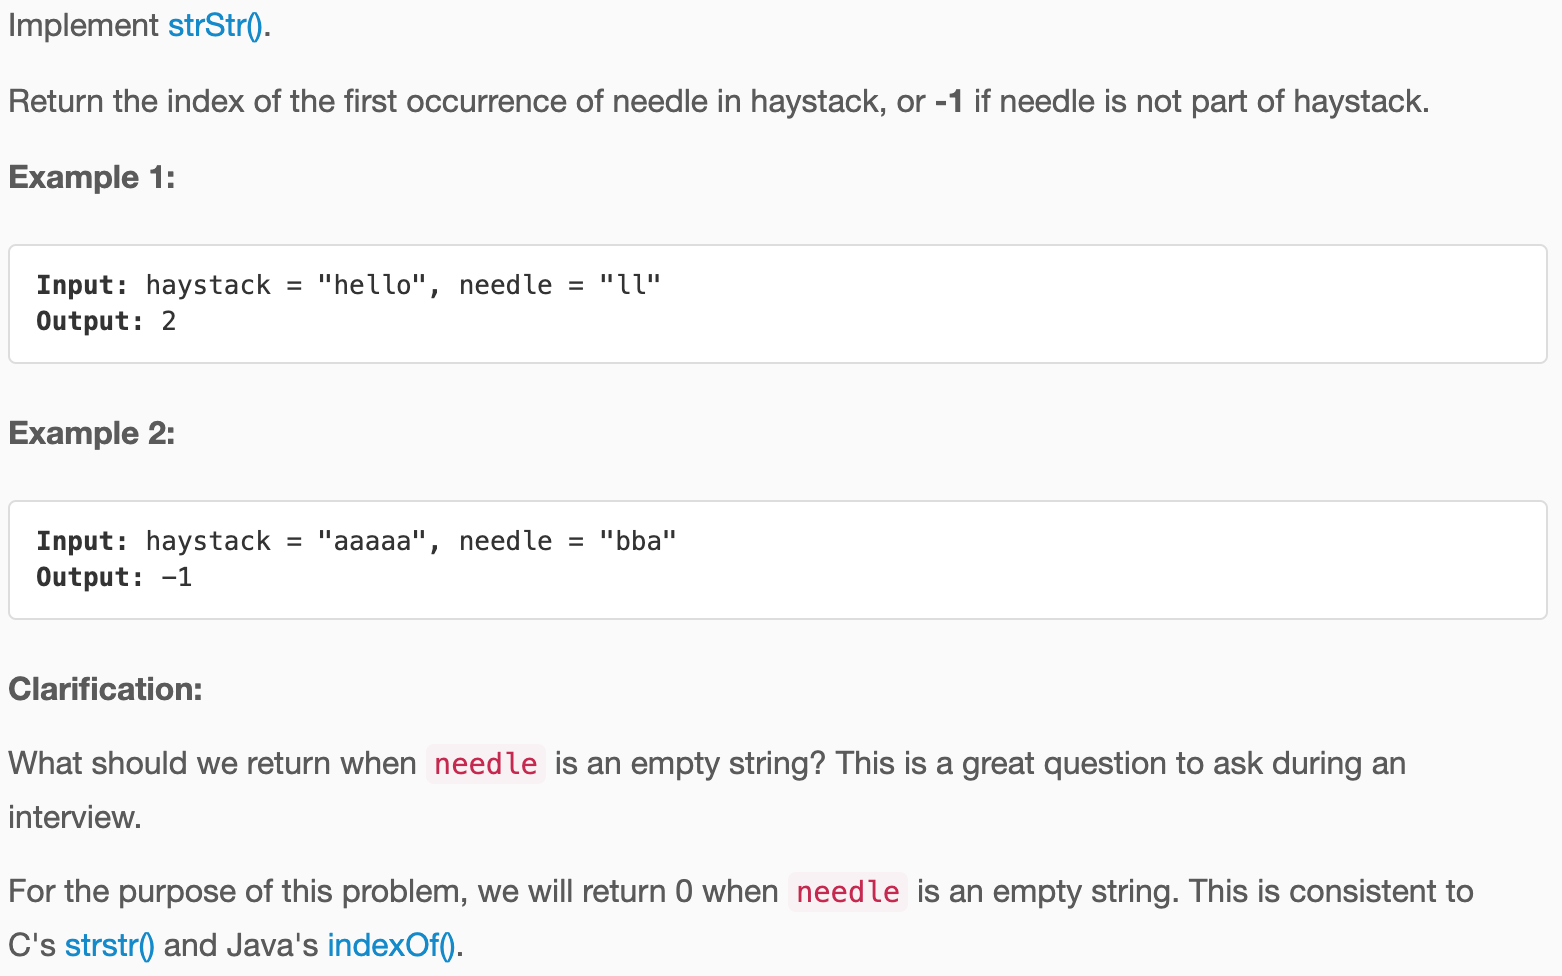 Implement strStr().
Return the index of the first occurrence of needle in haystack, or -1 if needle is not part of haystack.
Example 1:
Input: haystack = "hello", needle = "ll"
Output: 2
Example 2:
Input: haystack = "aaaaa", needle = "bba"
Output: -1
Clarification:
What should we return when needle is an empty string? This is a great question to ask during an
interview.
For the purpose of this problem, we will return 0 when needle is an empty string. This is consistent to
C's strstr() and Java's indexOf().